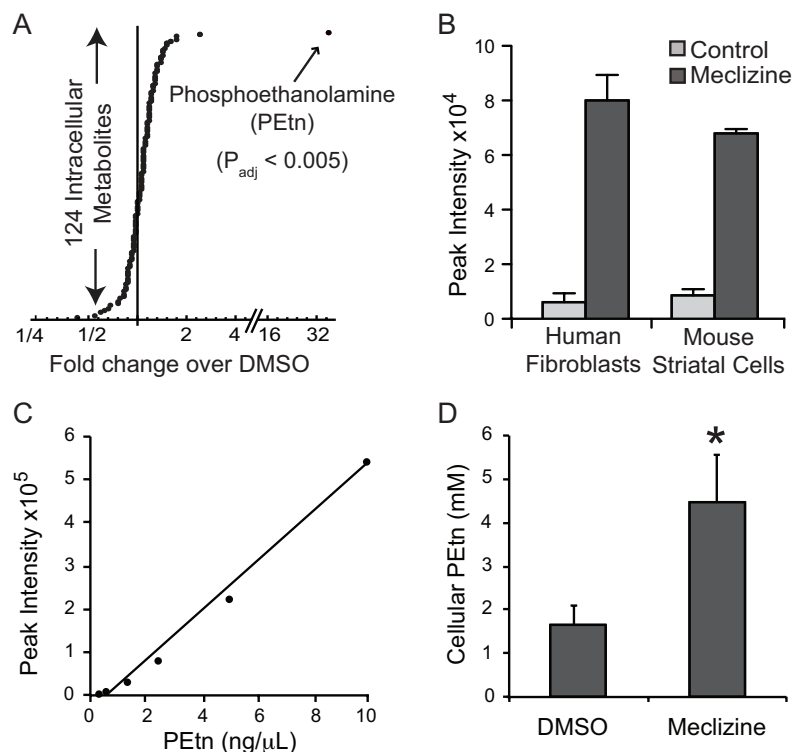 A
124 Intracellular
Metabolites
Phosphoethanolamine
(PEtn)
(P_adj < 0.005)
1/4 1/2 2 4 16 32
Fold change over DMSO
B
Control
Meclizine
Peak Intensity x10^4
10
8
6
4
2
0
Human
Fibroblasts
Mouse
Striatal Cells
C
Peak Intensity x10^5
6
5
4
3
2
1
0
0 2 4 6 8 10
PEtn (ng/μL)
D
Cellular PEtn (mM)
6
5
4
3
2
1
0
*
DMSO Meclizine